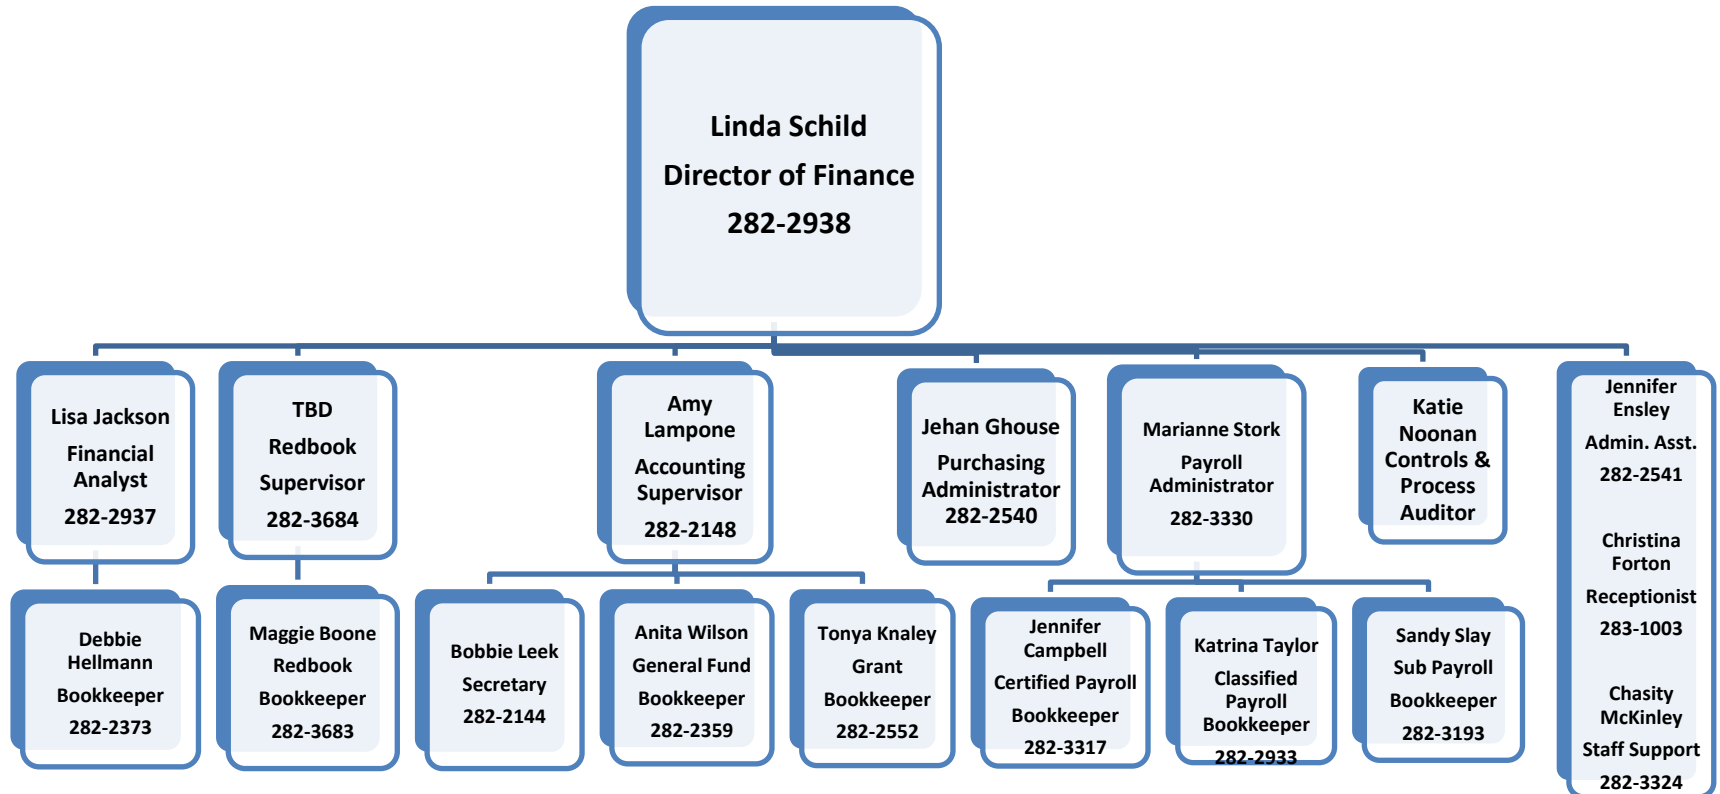 Linda Schild
Director of Finance
282-2938
Lisa Jackson
Financial
Analyst
282-2937
TBD
Redbook
Supervisor
282-3684
Amy
Lampone
Accounting
Supervisor
282-2148
Jehan Ghouse
Purchasing
Administrator
282-2540
Marianne Stork
Payroll
Administrator
282-3330
Katie
Noonan
Controls &
Process
Auditor
Jennifer
Ensley
Admin. Asst.
282-2541
Christina
Forton
Receptionist
283-1003
Chasity
McKinley
Staff Support
282-3324
Debbie
Hellmann
Bookkeeper
282-2373
Maggie Boone
Redbook
Bookkeeper
282-3683
Bobbie Leek
Secretary
282-2144
Anita Wilson
General Fund
Bookkeeper
282-2359
Tonya Knaley
Grant
Bookkeeper
282-2552
Jennifer
Campbell
Certified Payroll
Bookkeeper
282-3317
Katrina Taylor
Classified
Payroll
Bookkeeper
282-2933
Sandy Slay
Sub Payroll
Bookkeeper
282-3193